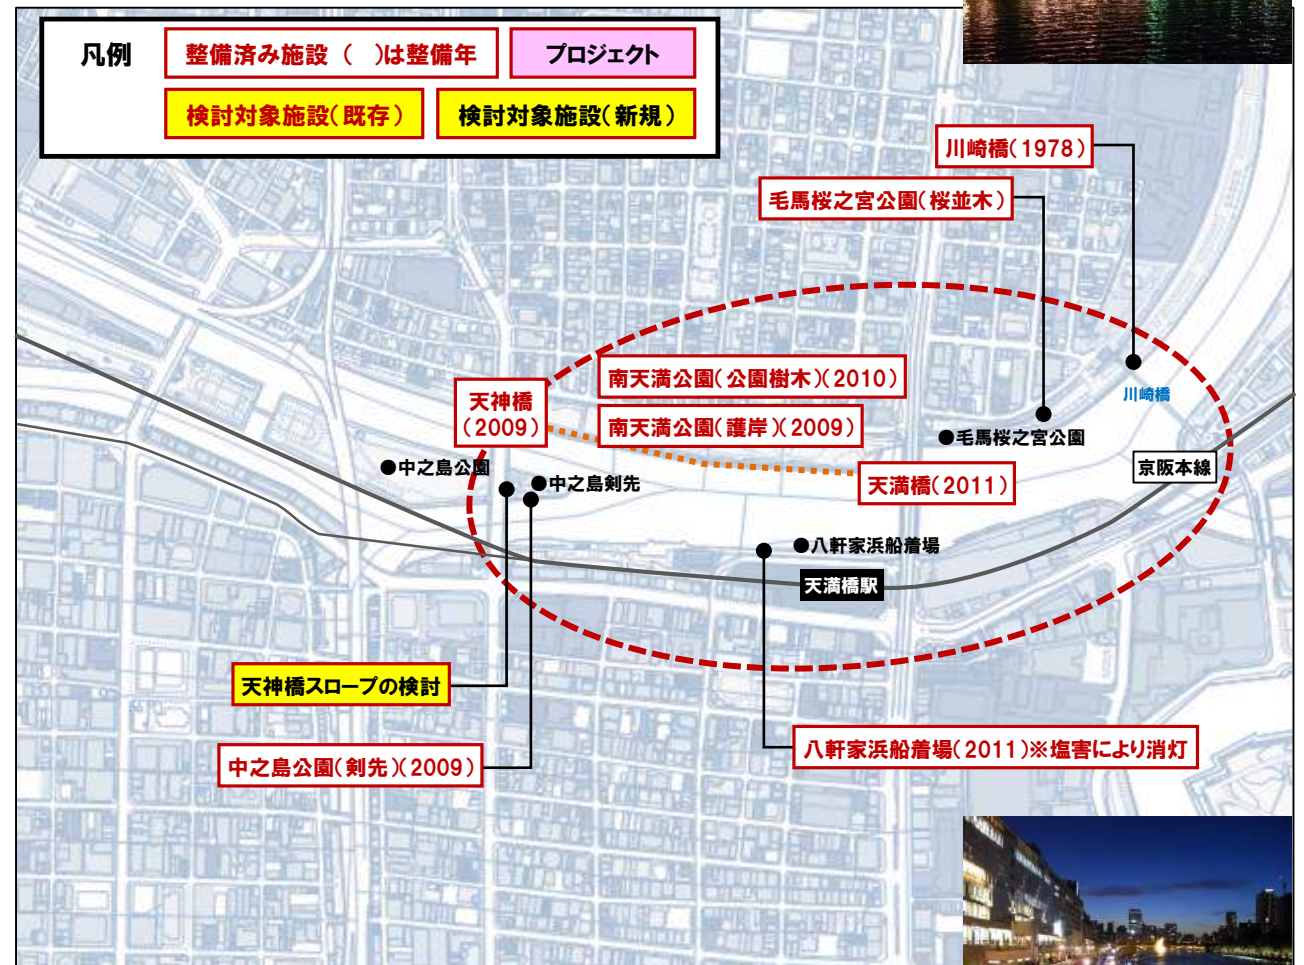 凡例
整備済み施設 （　）は整備年
プロジェクト
検討対象施設（既存）
検討対象施設（新規）
川崎橋（1978）
毛馬桜之宮公園（桜並木）
南天満公園（公園樹木）（2010）
天神橋
（2009）
南天満公園（護岸）（2009）
川崎橋
●毛馬桜之宮公園
京阪本線
●中之島公園
●中之島剣先
天満橋（2011）
●八軒家浜船着場
天満橋駅
天神橋スロープの検討
八軒家浜船着場（2011）※塩害により消灯
中之島公園（剣先）（2009）